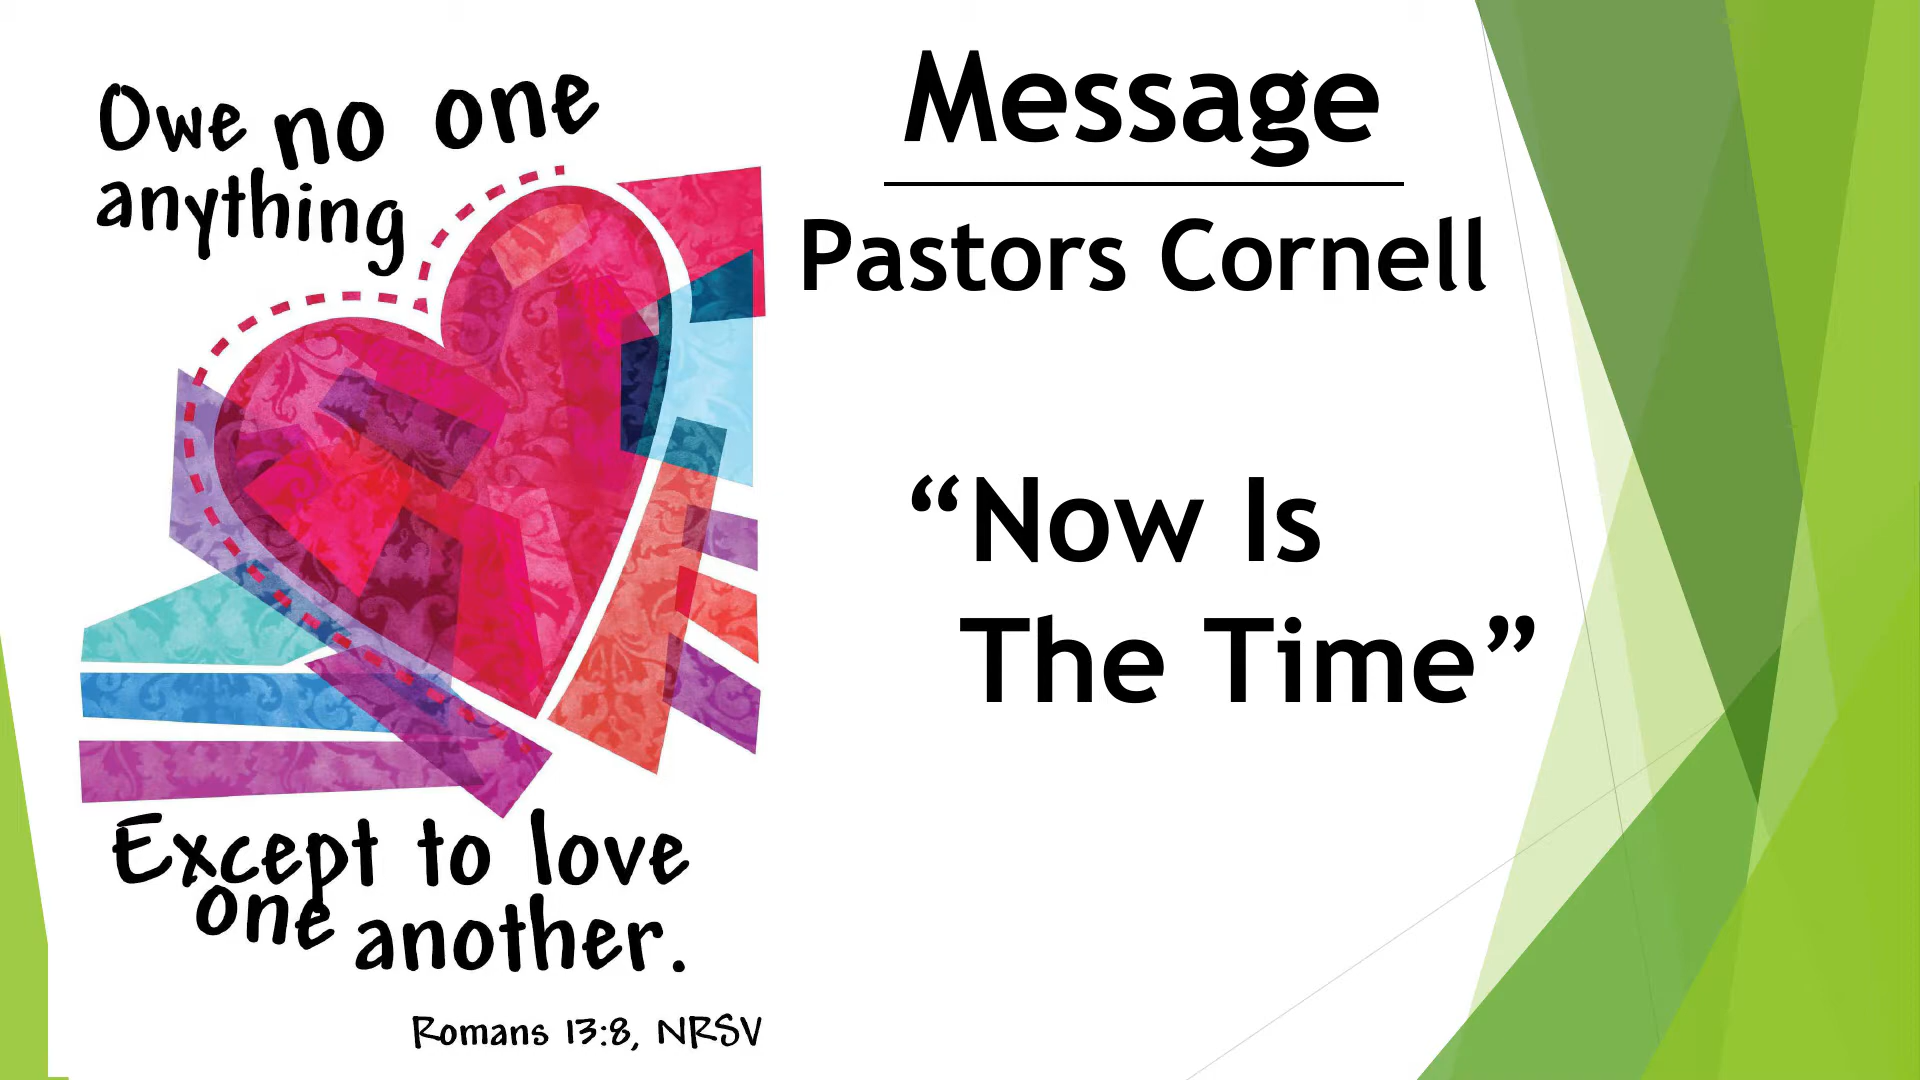 Owe no one
anything
Except to love
one another.
Romans 13:8, NRSV
Message
Pastors Cornell
“Now Is
The Time”